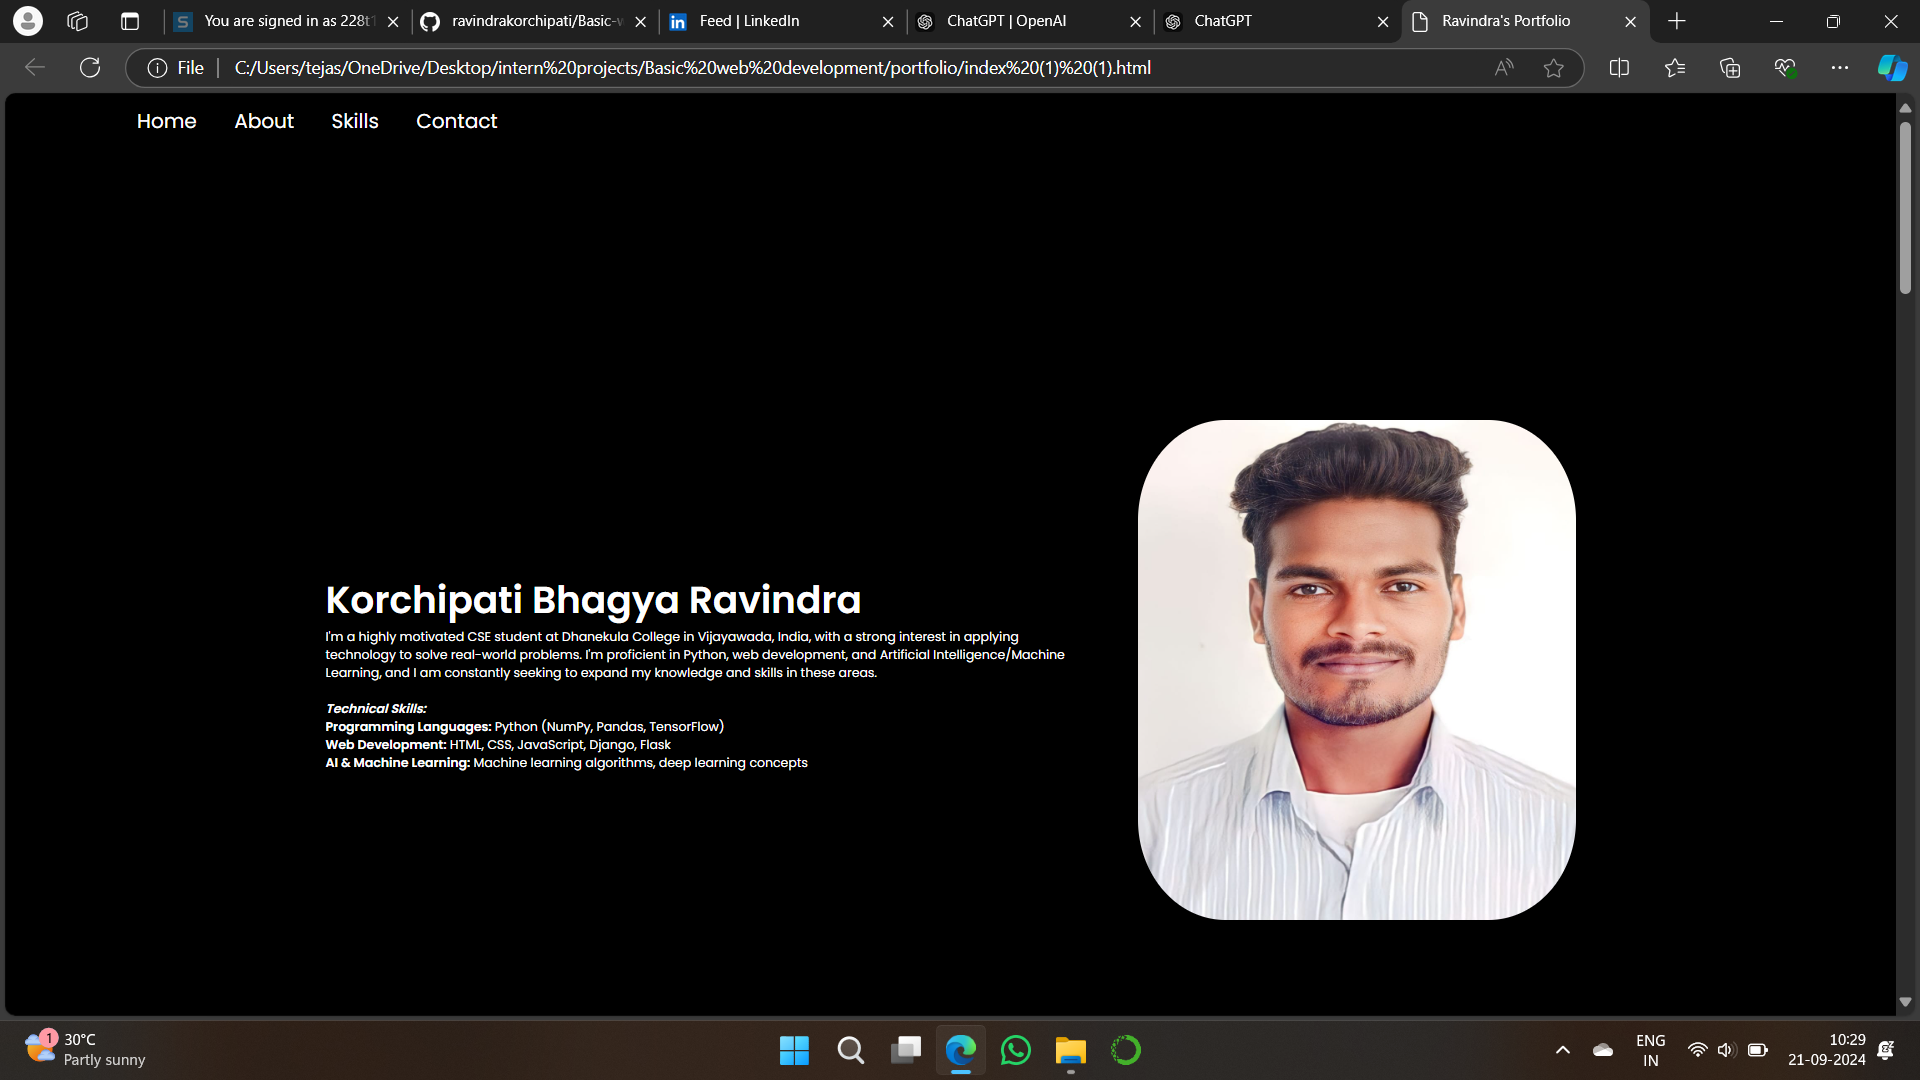 You are signed in as 228t1
ravindrakorchipati/Basic-w
Feed | LinkedIn
ChatGPT | OpenAI
ChatGPT
Ravindra's Portfolio
File
C:/Users/tejas/OneDrive/Desktop/intern%20projects/Basic%20web%20development/portfolio/index%20(1)%20(1).html
Home
About
Skills
Contact
Korchipati Bhagya Ravindra
I'm a highly motivated CSE student at Dhanekula College in Vijayawada, India, with a strong interest in applying
technology to solve real-world problems. I'm proficient in Python, web development, and Artificial Intelligence/Machine
Learning, and I am constantly seeking to expand my knowledge and skills in these areas.
Technical Skills:
Programming Languages: Python (NumPy, Pandas, TensorFlow)
Web Development: HTML, CSS, JavaScript, Django, Flask
AI & Machine Learning: Machine learning algorithms, deep learning concepts
1
30°C
Partly sunny
ENG
IN
10:29
21-09-2024